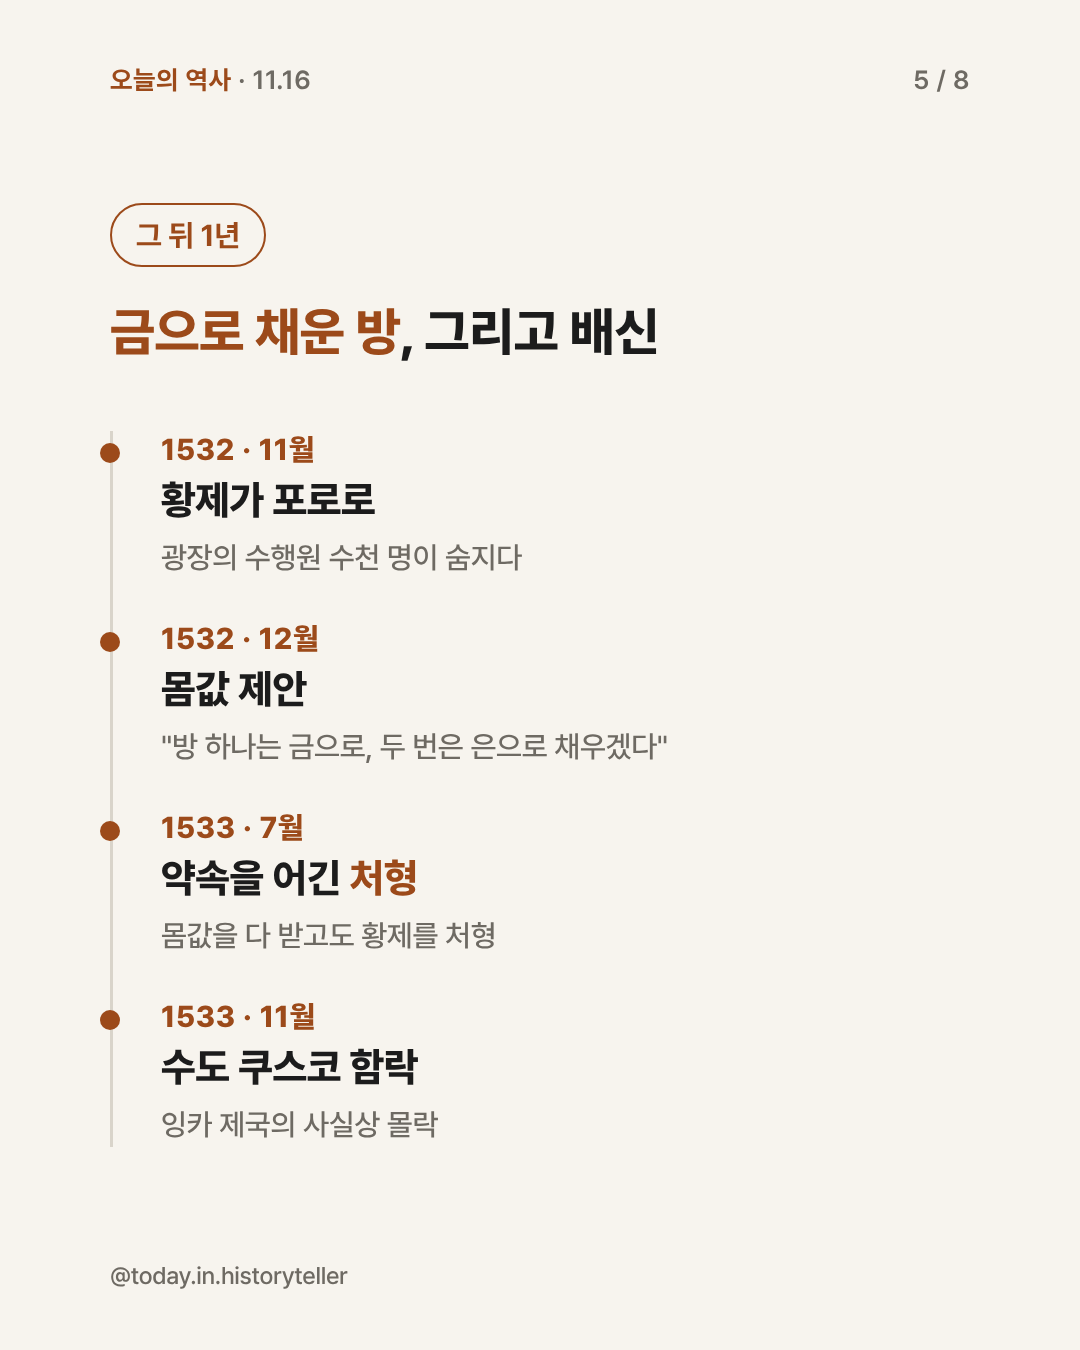 오늘의 역사 · 11.16
5 / 8
그 뒤 1년
금으로 채운 방, 그리고 배신
1532 · 11월
황제가 포로로
광장의 수행원 수천 명이 숨지다
1532 · 12월
몸값 제안
"방 하나는 금으로, 두 번은 은으로 채우겠다"
1533 · 7월
약속을 어긴 처형
몸값을 다 받고도 황제를 처형
1533 · 11월
수도 쿠스코 함락
잉카 제국의 사실상 몰락
@today.in.historyteller